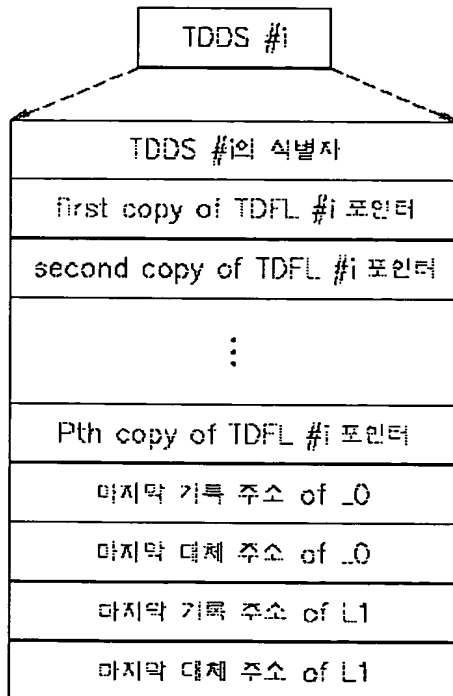 TDDS #i
TDDS #i의 식별자
first copy of TDFL #i 포인터
second copy of TDFL #i 포인터
⋮
Pth copy of TDFL #i 포인터
마지막 기록 주소 of L0
마지막 대체 주소 of L0
마지막 기록 주소 of L1
마지막 대체 주소 of L1